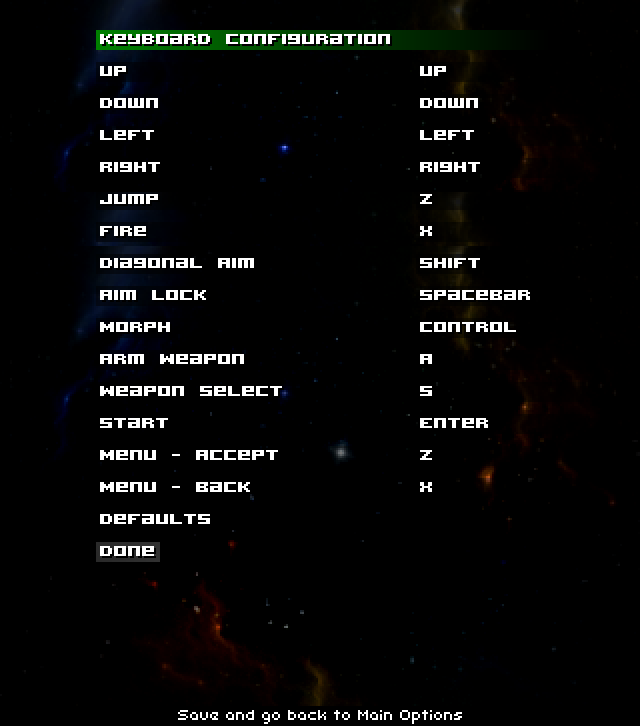 KEYBOARD CONFIGURATION
UP UP
DOWN DOWN
LEFT LEFT
RIGHT RIGHT
JUMP Z
FIRE X
DIAGONAL AIM SHIFT
AIM LOCK SPACEBAR
MORPH CONTROL
ARM WEAPON A
WEAPON SELECT S
START ENTER
MENU - ACCEPT Z
MENU - BACK X
DEFAULTS
DONE
Save and go back to Main Options